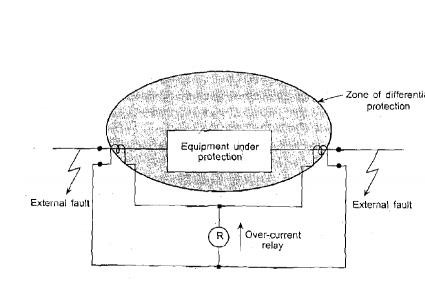 Zone of differenti
protection
Equipment under
protection
External fault
External fault
R
Over-current
relay